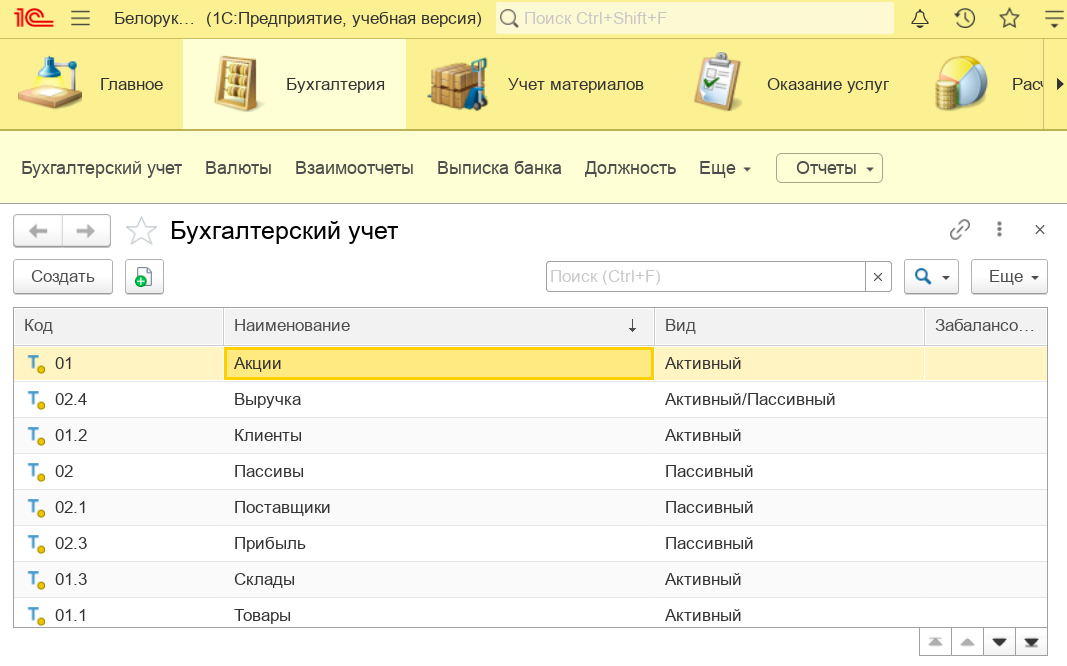 1С Белорук... (1С:Предприятие, учебная версия) Поиск Ctrl+Shift+F
Главное Бухгалтерия Учет материалов Оказание услуг Расч
Бухгалтерский учет Валюты Взаимоотчеты Выписка банка Должность Еще Отчеты
Бухгалтерский учет
Создать Поиск (Ctrl+F) × Еще
Код Наименование ↓ Вид Забалансо...
01 Акции Активный
02.4 Выручка Активный/Пассивный
01.2 Клиенты Активный
02 Пассивы Пассивный
02.1 Поставщики Пассивный
02.3 Прибыль Пассивный
01.3 Склады Активный
01.1 Товары Активный